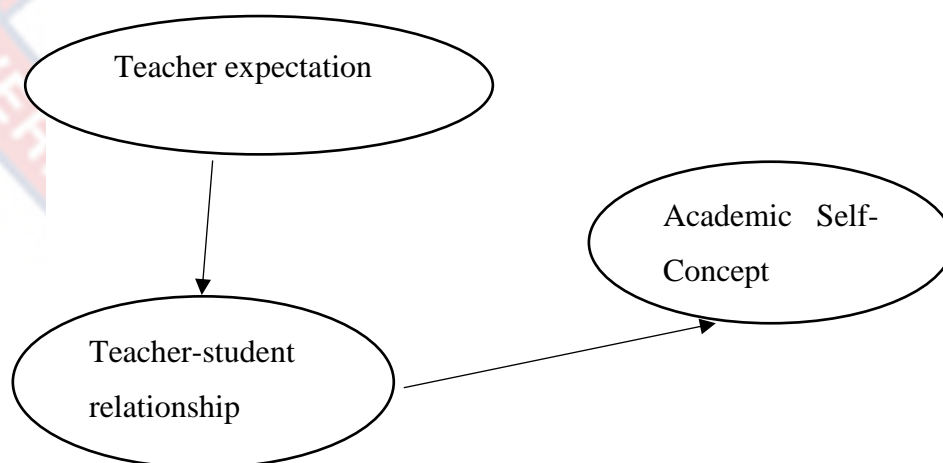 Teacher expectation
Academic Self-
Concept
Teacher-student
relationship